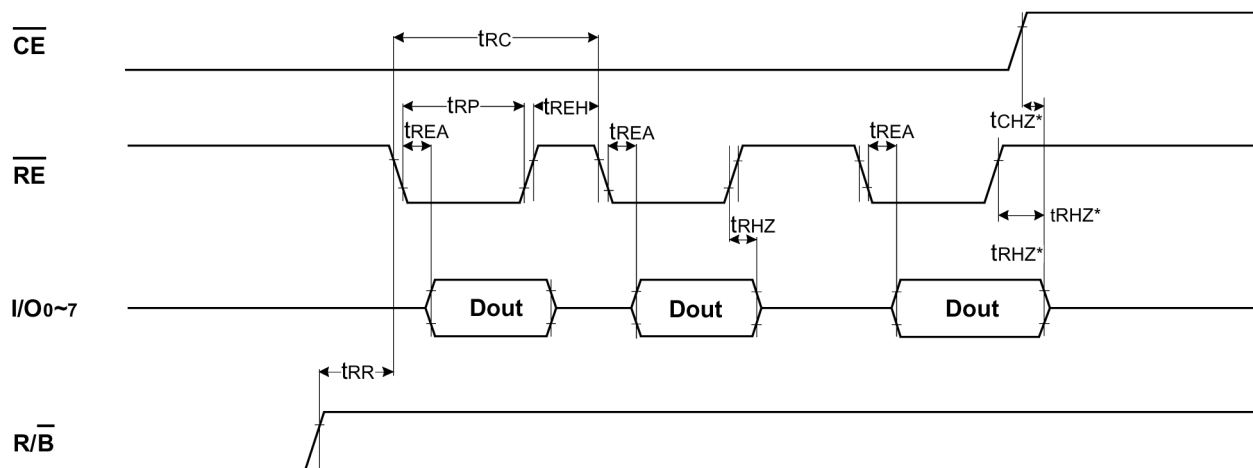 CE
tRC
tRP
tREH
tCHZ*
tREA
tREA
tREA
RE
tRHZ*
tRHZ
tRHZ*
I/O0~7
Dout
Dout
Dout
tRR
R/B